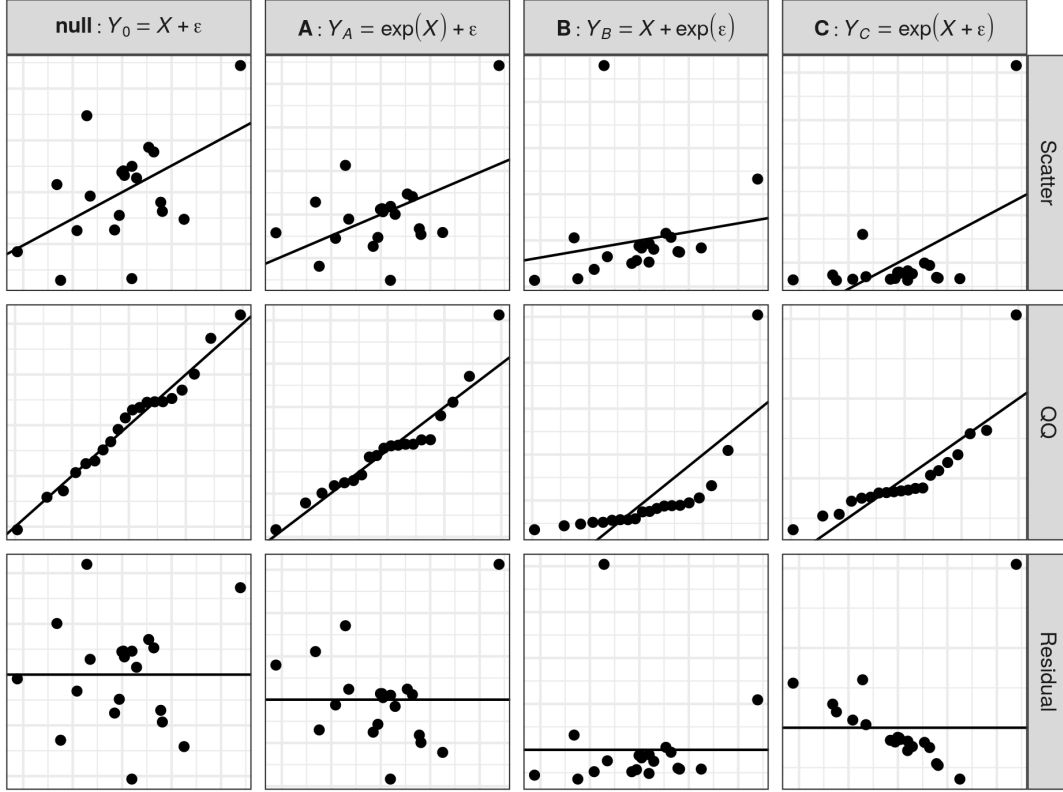 null : Y₀ = X + ε
A : Y_A = exp(X) + ε
B : Y_B = X + exp(ε)
C : Y_C = exp(X + ε)
Scatter
QQ
Residual